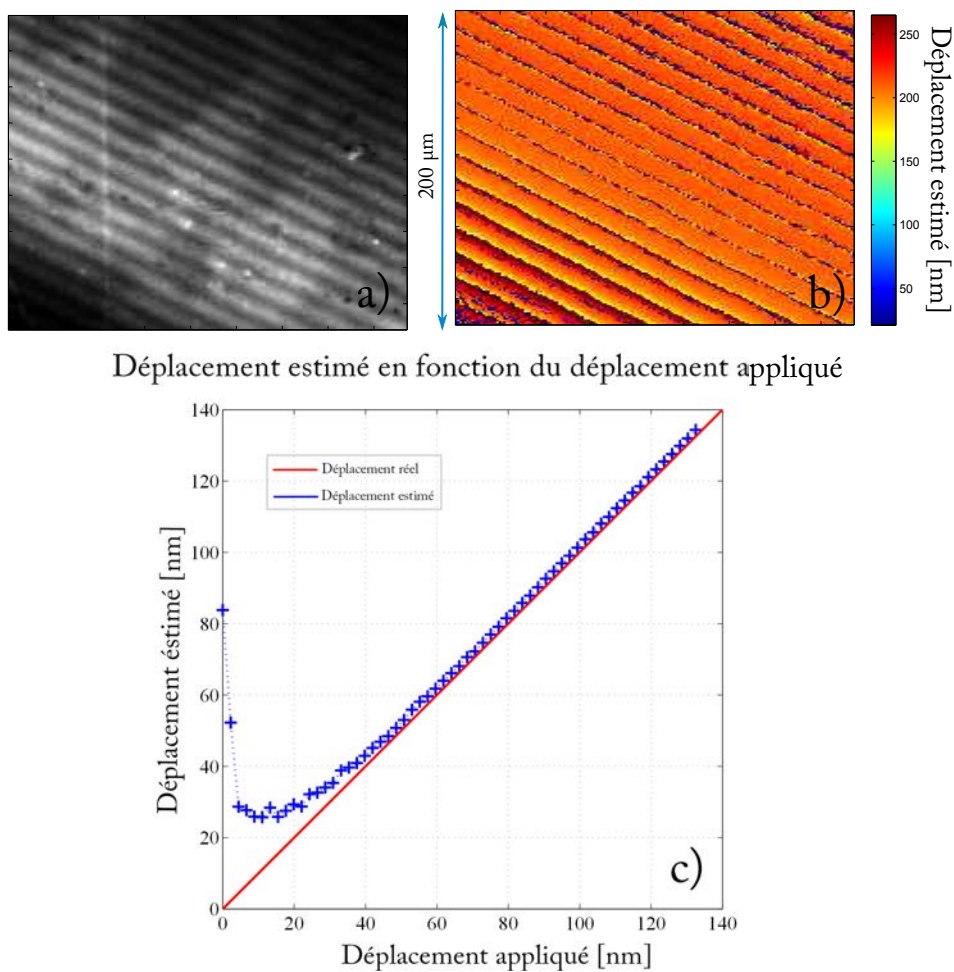 a)
200 µm
b)
250
200
150
100
50
Déplacement estimé [nm]
Déplacement estimé en fonction du déplacement appliqué
140
120
100
80
60
40
20
0
Déplacement éstimé [nm]
Déplacement réel
Déplacement estimé
c)
0 20 40 60 80 100 120 140
Déplacement appliqué [nm]